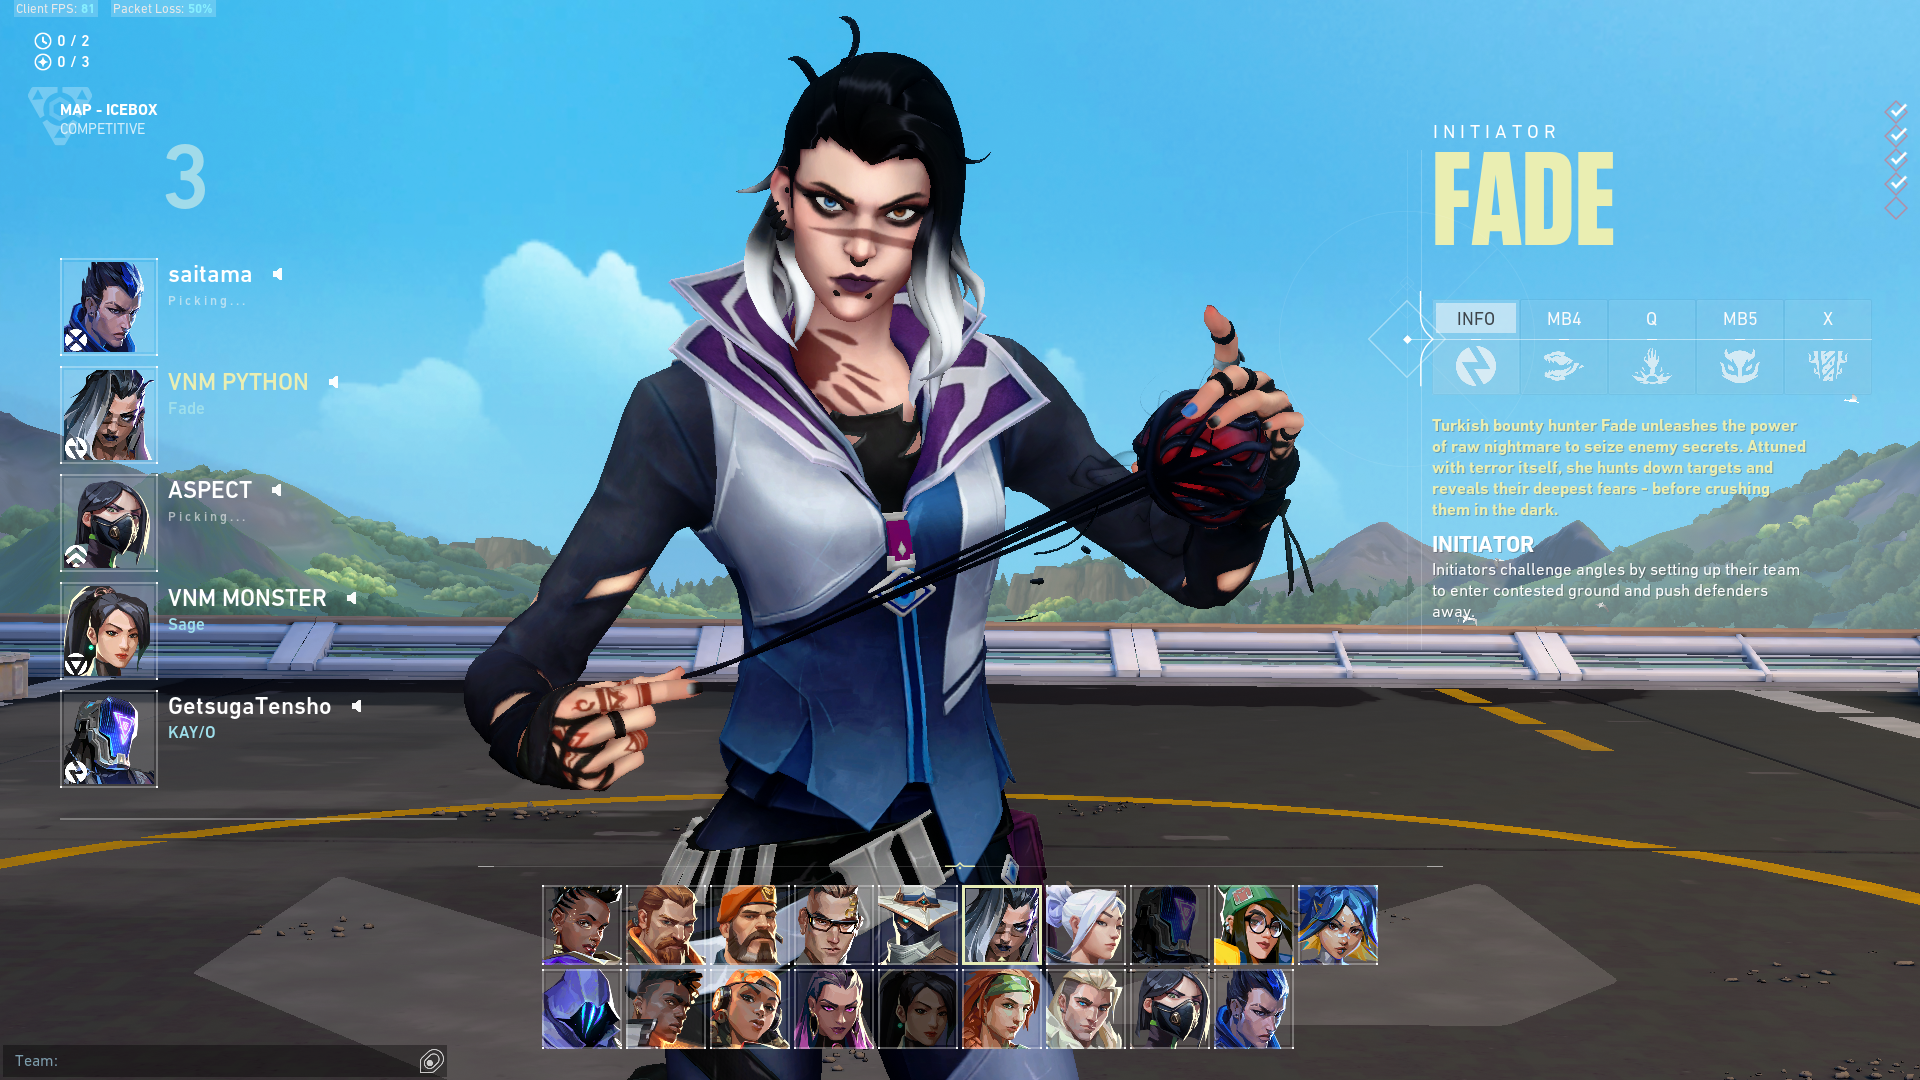 Client FPS: 81 Packet Loss: 50%
0 / 2
0 / 3
MAP - ICEBOX
COMPETITIVE
3
saitama
Picking...
VNM PYTHON
Fade
ASPECT
Picking...
VNM MONSTER
Sage
GetsugaTensho
KAY/O
Team:
INITIATOR
FADE
INFO MB4 Q MB5 X
Turkish bounty hunter Fade unleashes the power
of raw nightmare to seize enemy secrets. Attuned
with terror itself, she hunts down targets and
reveals their deepest fears - before crushing
them in the dark.
INITIATOR
Initiators challenge angles by setting up their team
to enter contested ground and push defenders
away.